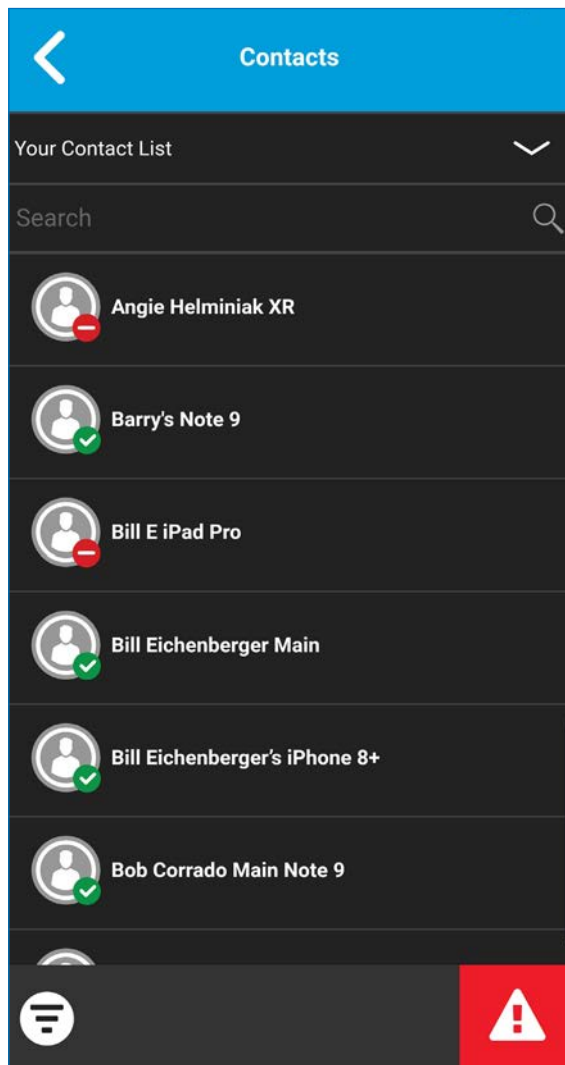 Contacts
Your Contact List
Search
Angie Helminiak XR
Barry's Note 9
Bill E iPad Pro
Bill Eichenberger Main
Bill Eichenberger’s iPhone 8+
Bob Corrado Main Note 9